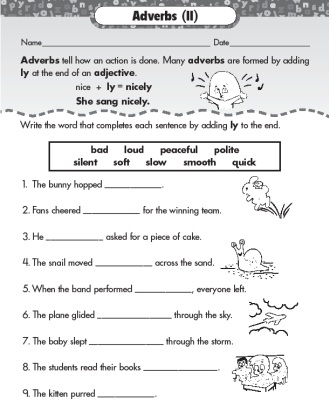 Adverbs (II)
Name____________ Date____________
Adverbs tell how an action is done. Many adverbs are formed by adding
ly at the end of an adjective.
nice + ly = nicely
She sang nicely.
Write the word that completes each sentence by adding ly to the end.
bad loud peaceful polite
silent soft slow smooth quick
1. The bunny hopped ____________.
2. Fans cheered ____________ for the winning team.
3. He ____________ asked for a piece of cake.
4. The snail moved ____________ across the sand.
5. When the band performed ____________, everyone left.
6. The plane glided ____________ through the sky.
7. The baby slept ____________ through the storm.
8. The students read their books ____________.
9. The kitten purred ____________.